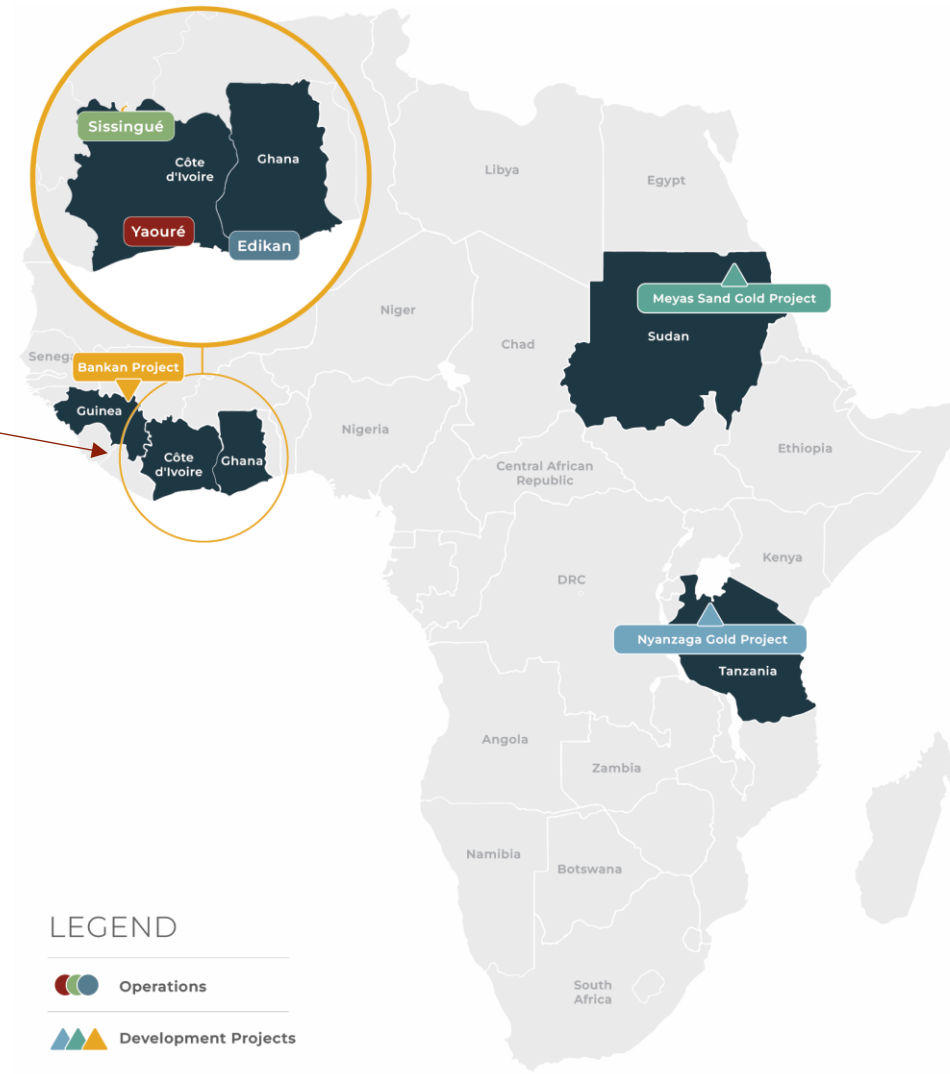 Sissingué
Côte
d'Ivoire
Ghana
Yaouré
Edikan
Libya
Egypt
Meyas Sand Gold Project
Niger
Chad
Sudan
Seneg
Bankan Project
Guinea
Côte
d'Ivoire
Ghana
Nigeria
Ethiopia
Central African
Republic
Kenya
DRC
Nyanzaga Gold Project
Tanzania
Angola
Zambia
Namibia
Botswana
South
Africa
LEGEND
Operations
Development Projects